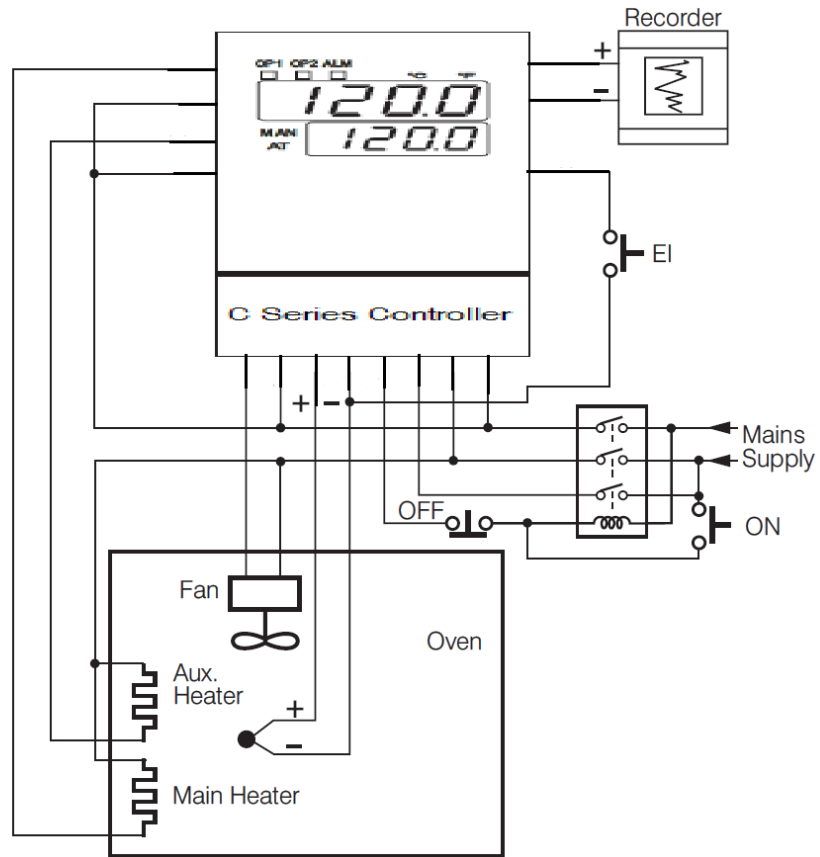 Recorder
+
−
OP1 OP2 ALM °C °F
120.0
MAN
AT
120.0
EI
C Series Controller
+ −
Mains
Supply
OFF
ON
Fan
Oven
Aux.
Heater
+
−
Main Heater